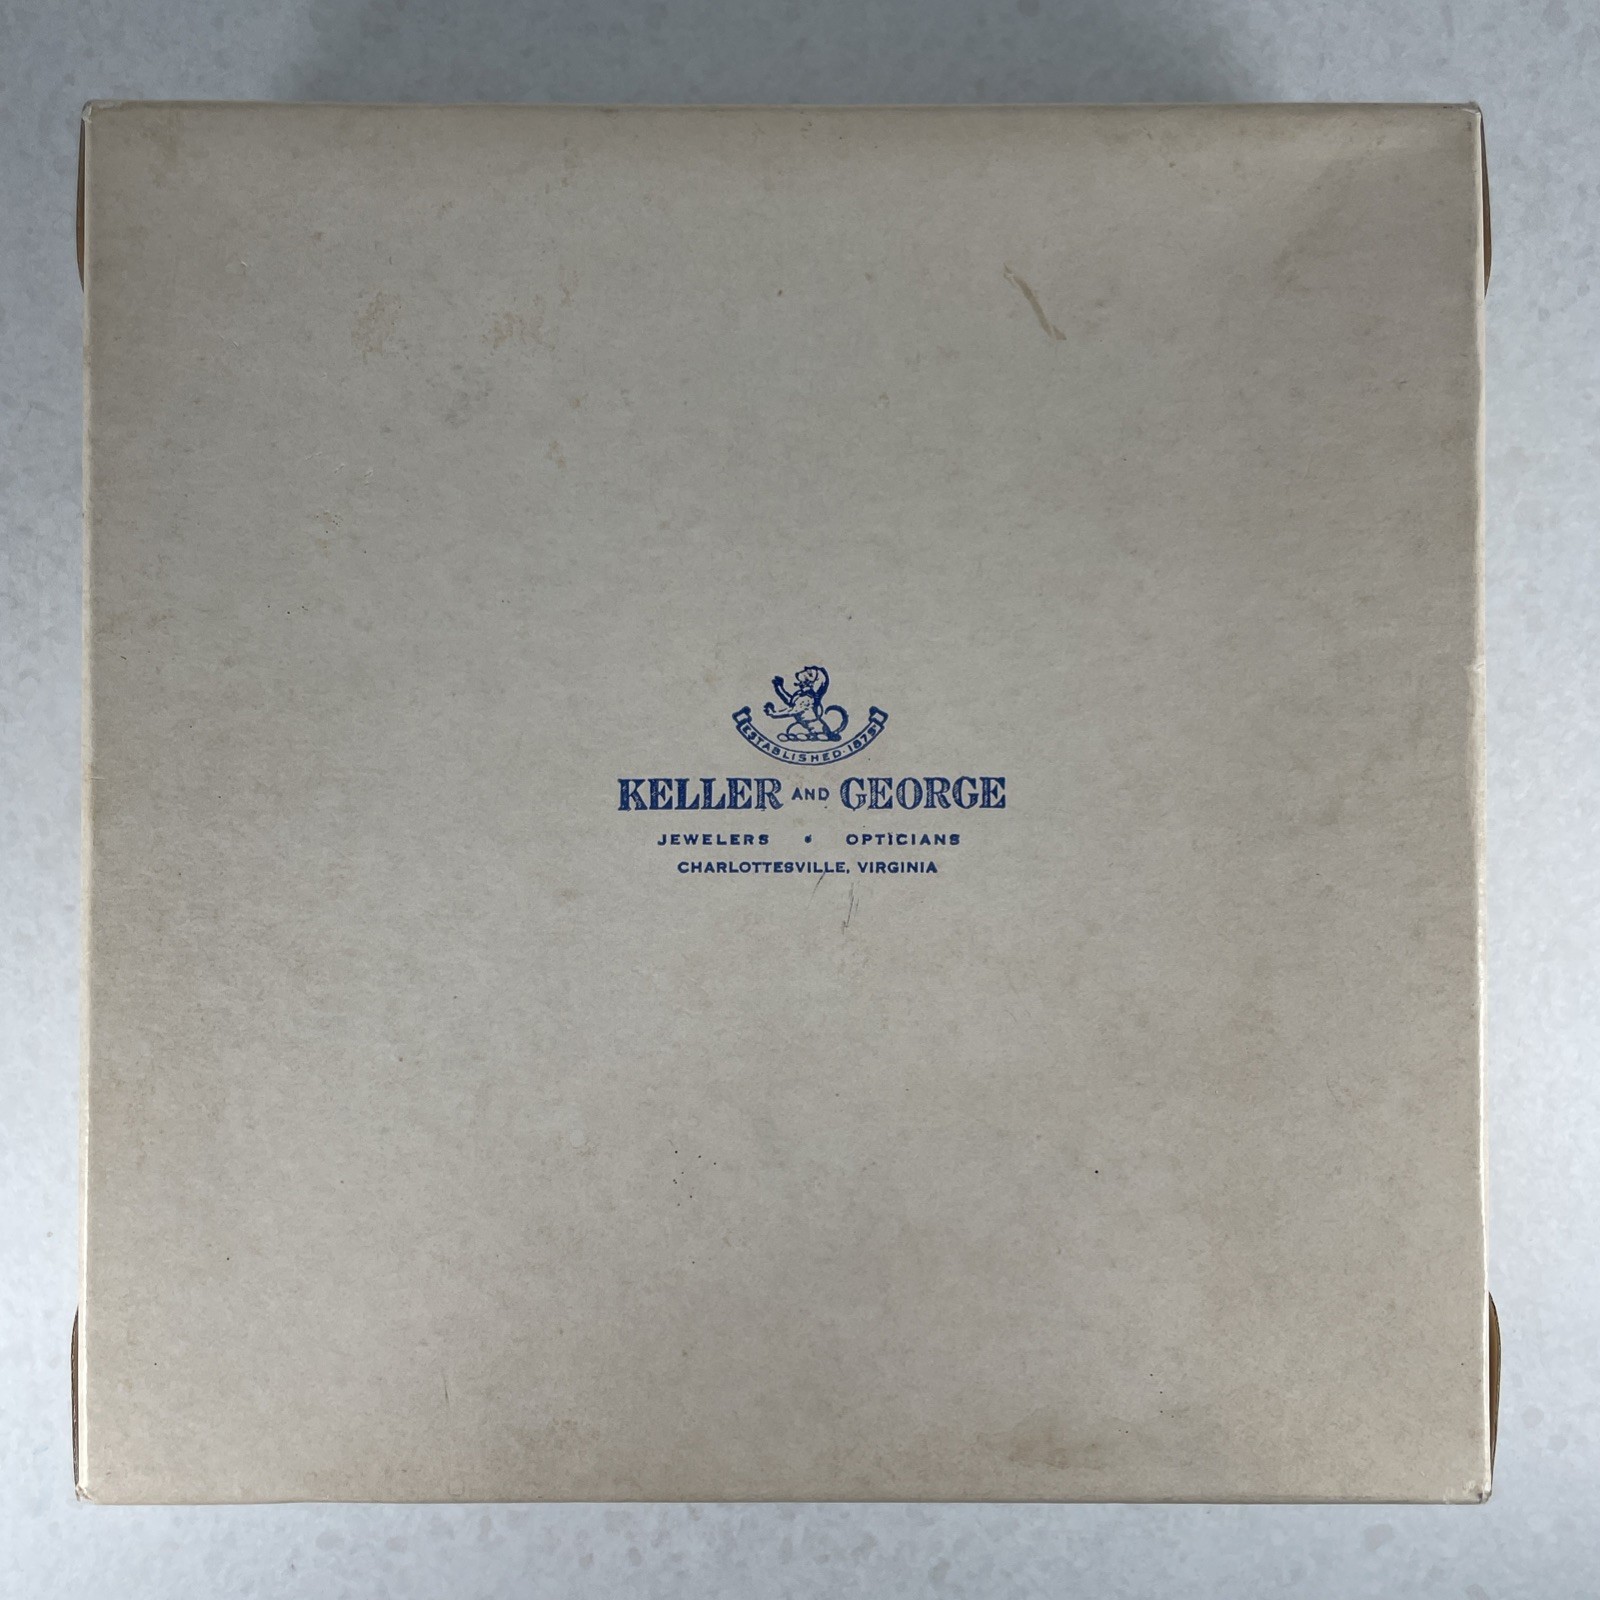 ESTABLISHED · 1875
KELLER AND GEORGE
JEWELERS • OPTICIANS
CHARLOTTESVILLE, VIRGINIA